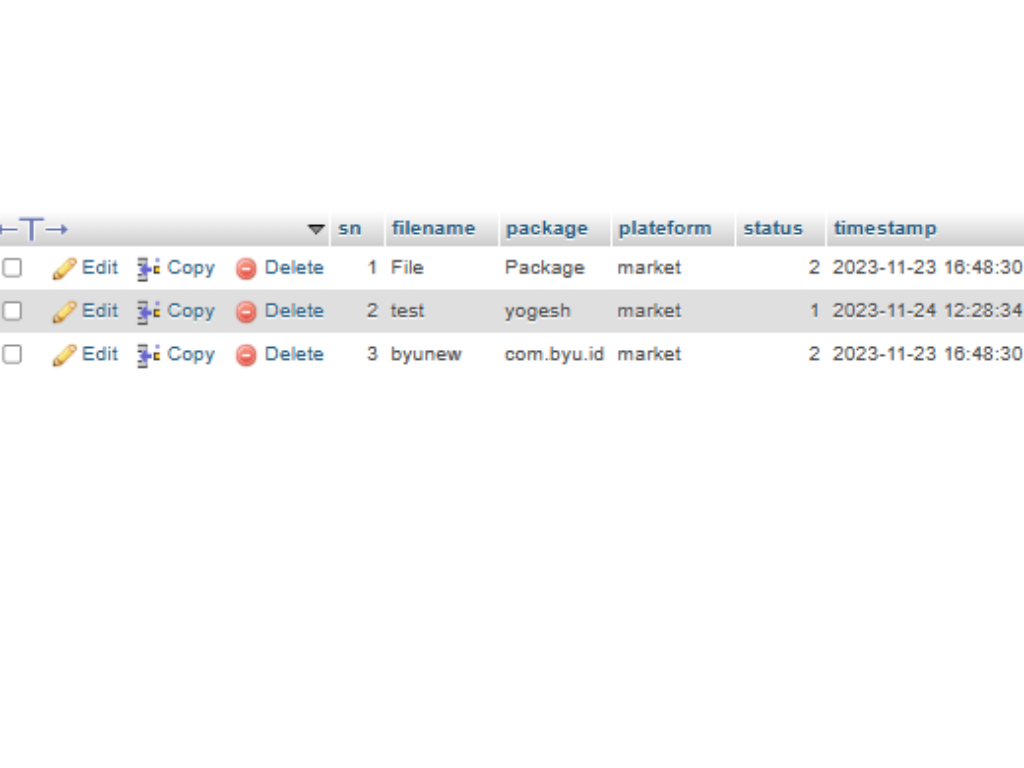 ←T→ sn filename package plateform status timestamp
Edit Copy Delete 1 File Package market 2 2023-11-23 16:48:30
Edit Copy Delete 2 test yogesh market 1 2023-11-24 12:28:34
Edit Copy Delete 3 byunew com.byu.id market 2 2023-11-23 16:48:30